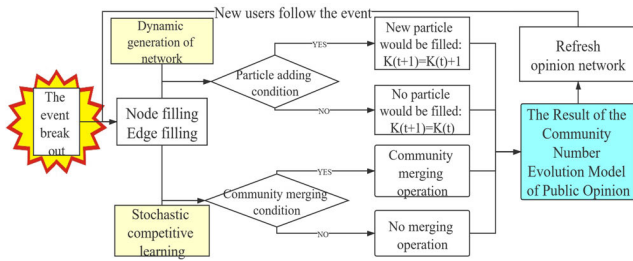 New users follow the event
Dynamic
generation of
network
The
event
break
out
Node filling
Edge filling
Stochastic
competitive
learning
Particle adding
condition
YES
NO
New particle
would be filled:
K(t+1)=K(t)+1
No particle
would be filled:
K(t+1)=K(t)
Community merging
condition
YES
NO
Community
merging
operation
No merging
operation
Refresh
opinion network
The Result of the
Community
Number
Evolution Model
of Public Opinion